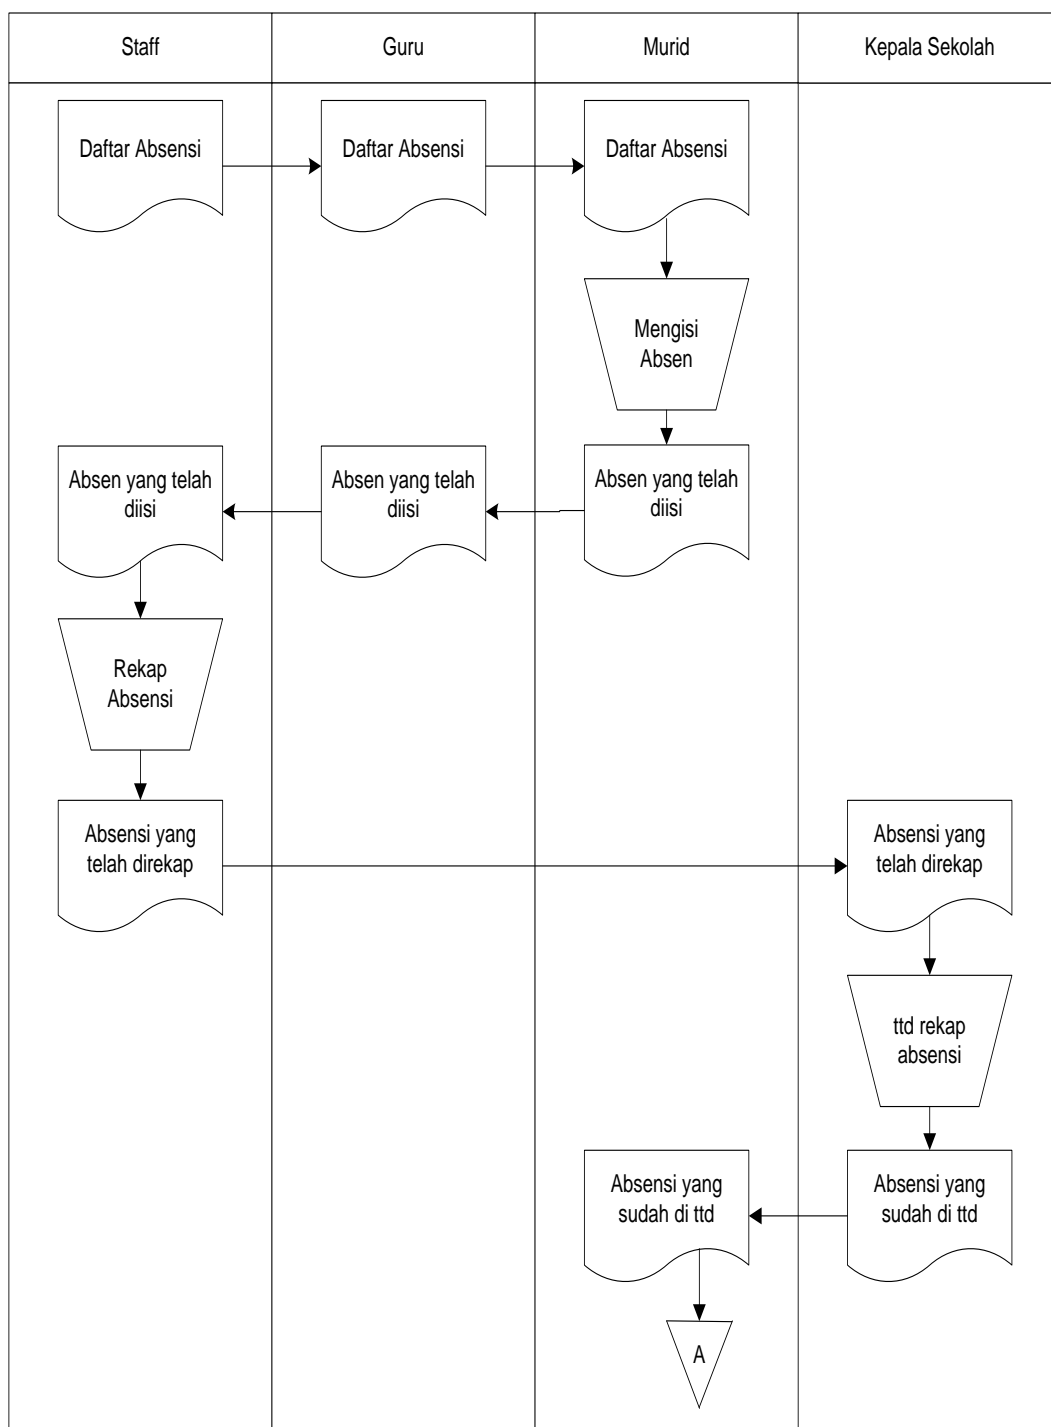 Staff
Guru
Murid
Kepala Sekolah
Daftar Absensi
Daftar Absensi
Daftar Absensi
Mengisi
Absen
Absen yang telah
diisi
Absen yang telah
diisi
Absen yang telah
diisi
Rekap
Absensi
Absensi yang
telah direkap
Absensi yang
telah direkap
ttd rekap
absensi
Absensi yang
sudah di ttd
Absensi yang
sudah di ttd
A